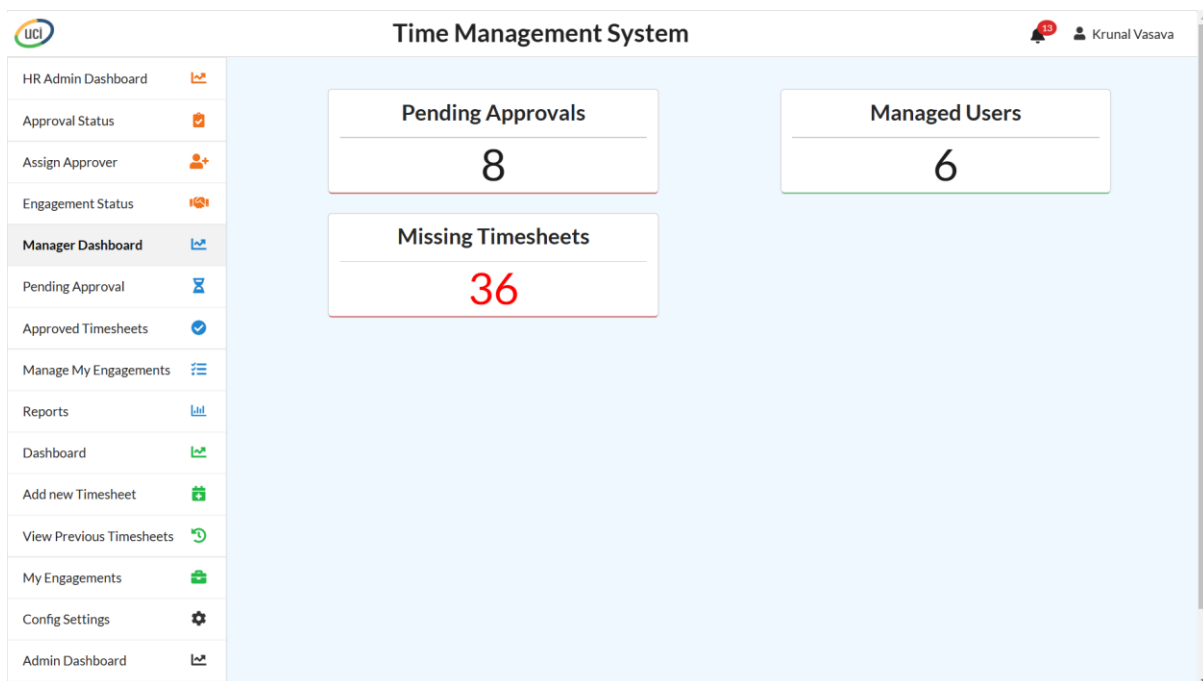 uci
Time Management System
13
Krunal Vasava
HR Admin Dashboard
Approval Status
Assign Approver
Engagement Status
Manager Dashboard
Pending Approval
Approved Timesheets
Manage My Engagements
Reports
Dashboard
Add new Timesheet
View Previous Timesheets
My Engagements
Config Settings
Admin Dashboard
Pending Approvals
8
Managed Users
6
Missing Timesheets
36